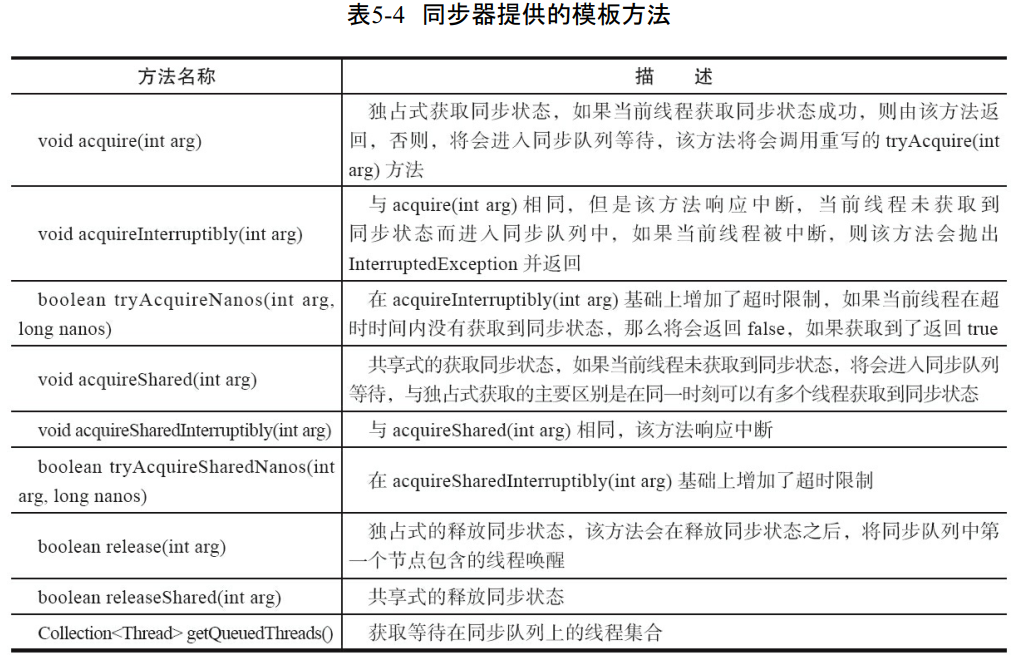 表5-4 同步器提供的模板方法
方法名称
描 述
void acquire(int arg)
独占式获取同步状态，如果当前线程获取同步状态成功，则由该方法返
回，否则，将会进入同步队列等待，该方法将会调用重写的 tryAcquire(int
arg) 方法
void acquireInterruptibly(int arg)
与 acquire(int arg) 相同，但是该方法响应中断，当前线程未获取到
同步状态而进入同步队列中，如果当前线程被中断，则该方法会抛出
InterruptedException 并返回
boolean tryAcquireNanos(int arg,
long nanos)
在 acquireInterruptibly(int arg) 基础上增加了超时限制，如果当前线程在超
时时间内没有获取到同步状态，那么将会返回 false，如果获取到了返回 true
void acquireShared(int arg)
共享式的获取同步状态，如果当前线程未获取到同步状态，将会进入同步队列
等待，与独占式获取的主要区别是在同一时刻可以有多个线程获取到同步状态
void acquireSharedInterruptibly(int arg)
与 acquireShared(int arg) 相同，该方法响应中断
boolean tryAcquireSharedNanos(int
arg, long nanos)
在 acquireSharedInterruptibly(int arg) 基础上增加了超时限制
boolean release(int arg)
独占式的释放同步状态，该方法会在释放同步状态之后，将同步队列中第
一个节点包含的线程唤醒
boolean releaseShared(int arg)
共享式的释放同步状态
Collection<Thread> getQueuedThreads()
获取等待在同步队列上的线程集合